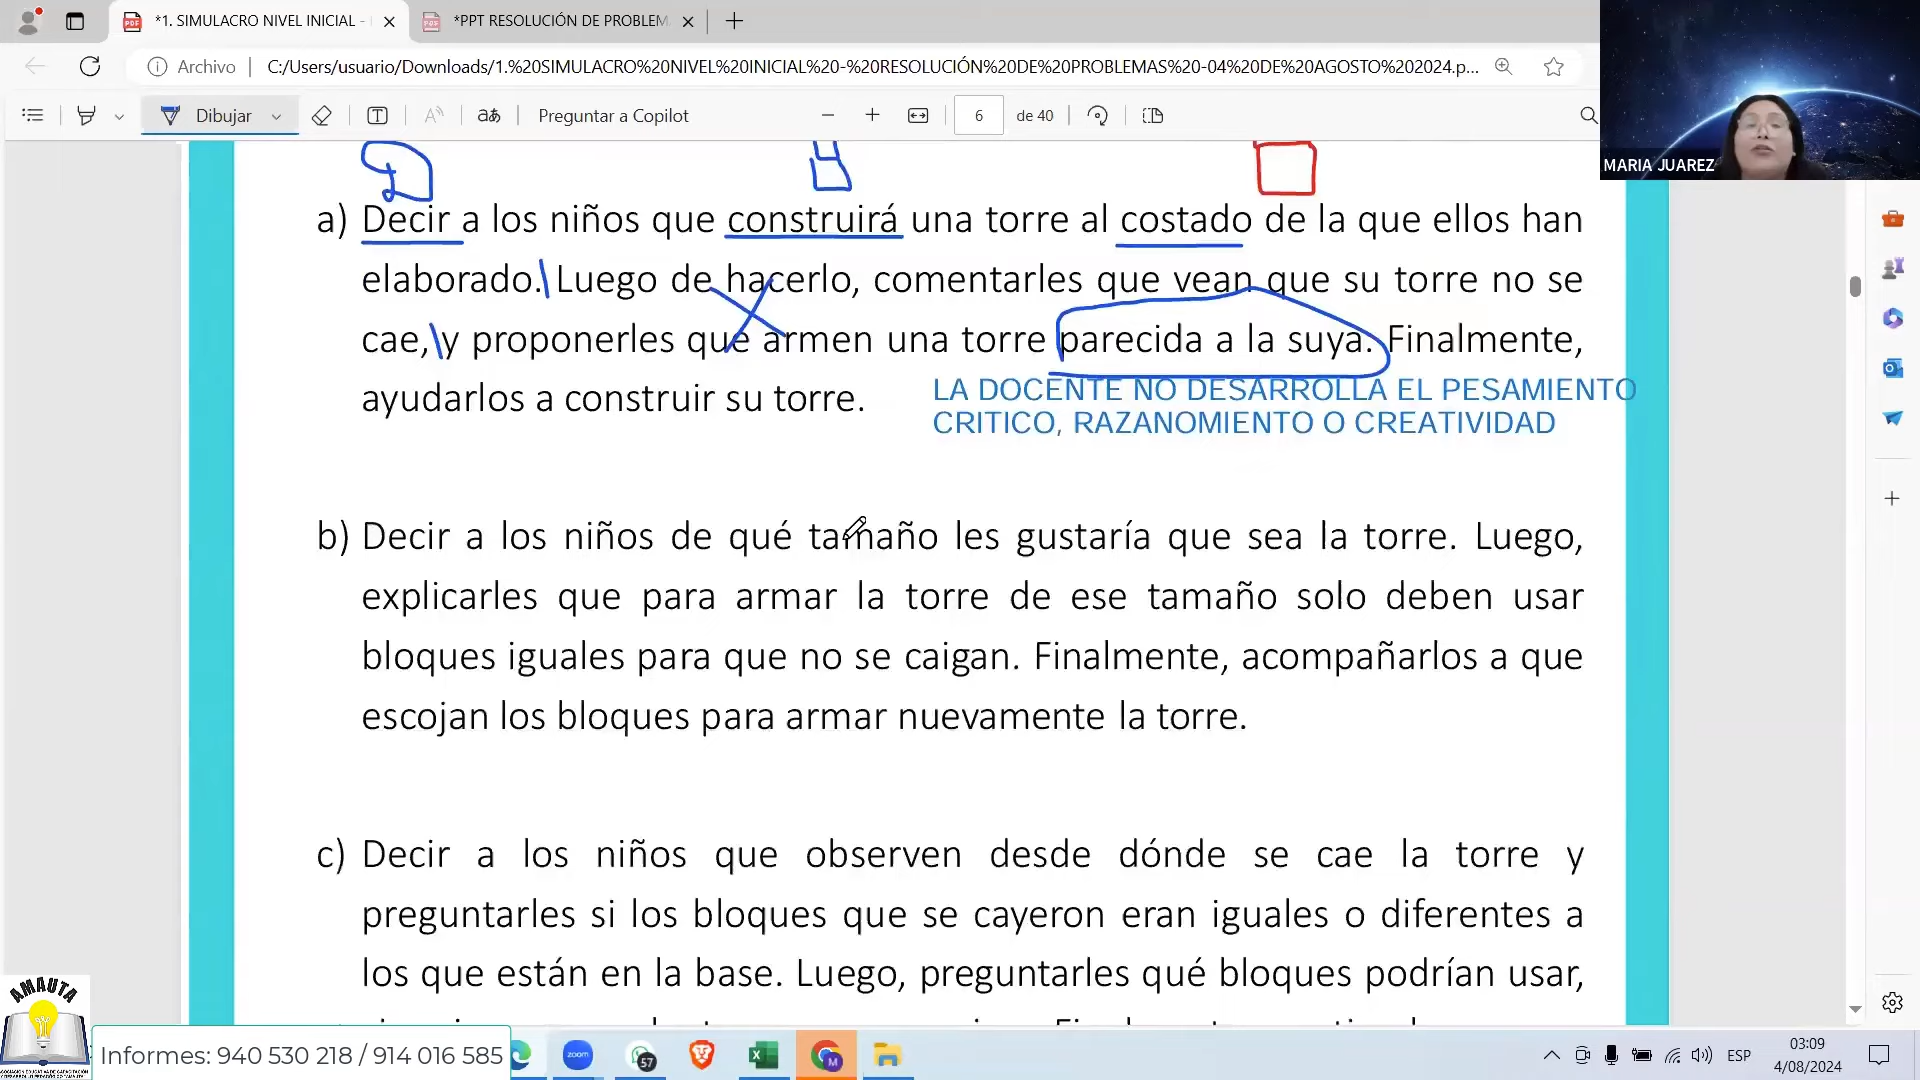 *1. SIMULACRO NIVEL INICIAL -
*PPT RESOLUCIÓN DE PROBLEM
Archivo
C:/Users/usuario/Downloads/1.%20SIMULACRO%20NIVEL%20INICIAL%20-%20RESOLUCIÓN%20DE%20PROBLEMAS%20-04%20DE%20AGOSTO%202024.p...
Dibujar
Preguntar a Copilot
6
de 40
MARIA JUAREZ
D
a) Decir a los niños que construirá una torre al costado de la que ellos han
elaborado. Luego de hacerlo, comentarles que vean que su torre no se
cae, y proponerles que armen una torre parecida a la suya. Finalmente,
ayudarlos a construir su torre.
LA DOCENTE NO DESARROLLA EL PESAMIENTO
CRITICO, RAZANOMIENTO O CREATIVIDAD
b) Decir a los niños de qué tamaño les gustaría que sea la torre. Luego,
explicarles que para armar la torre de ese tamaño solo deben usar
bloques iguales para que no se caigan. Finalmente, acompañarlos a que
escojan los bloques para armar nuevamente la torre.
c) Decir a los niños que observen desde dónde se cae la torre y
preguntarles si los bloques que se cayeron eran iguales o diferentes a
los que están en la base. Luego, preguntarles qué bloques podrían usar,
AMAUTA
Informes: 940 530 218 / 914 016 585
zoom
57
M
ESP
03:09
4/08/2024